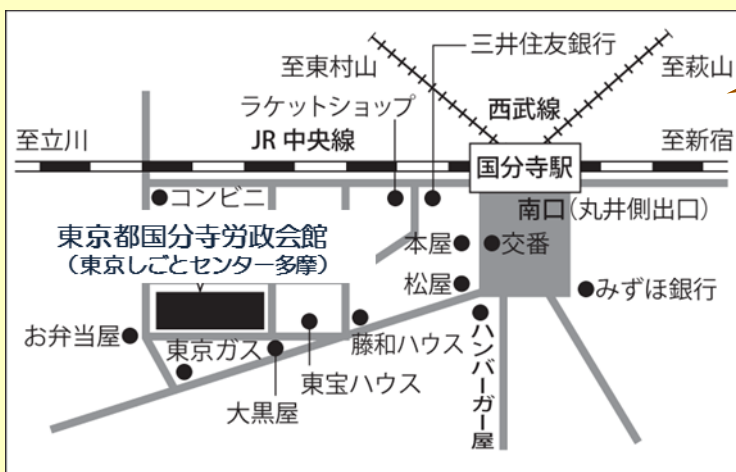 三井住友銀行
至東村山
至萩山
ラケットショップ
西武線
至立川
JR 中央線
至新宿
国分寺駅
コンビニ
南口(丸井側出口)
東京都国分寺労政会館
(東京しごとセンター多摩)
本屋
交番
松屋
みずほ銀行
お弁当屋
東京ガス
藤和ハウス
ハンバーガー屋
東宝ハウス
大黒屋